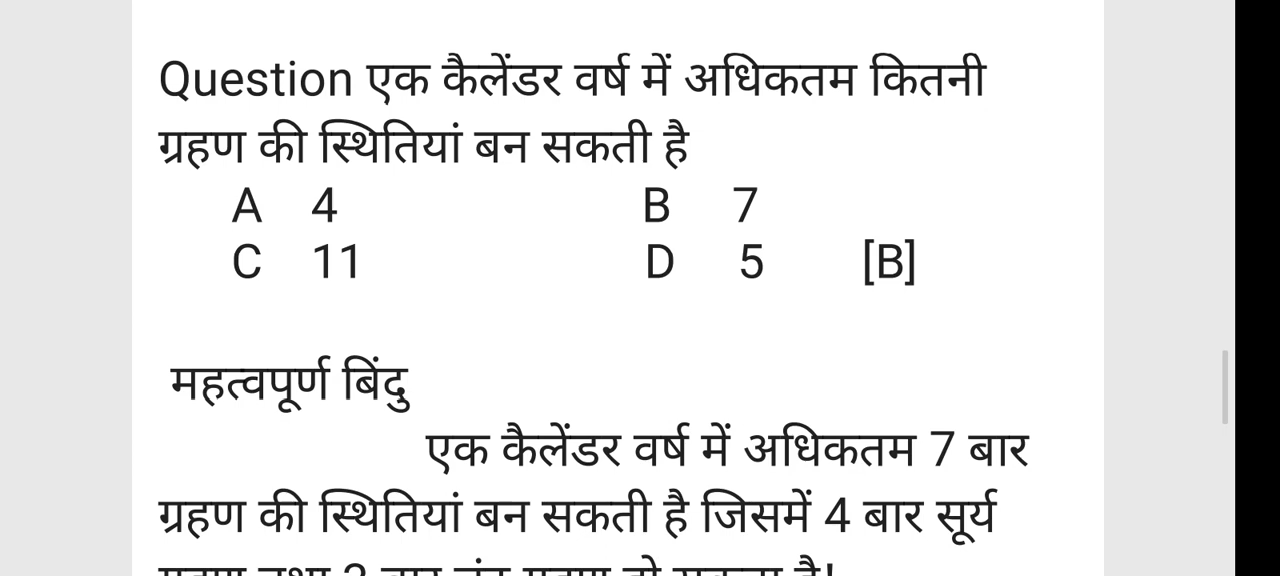 Question एक कैलेंडर वर्ष में अधिकतम कितनी
ग्रहण की स्थितियां बन सकती है
A 4 B 7
C 11 D 5 [B]
महत्वपूर्ण बिंदु
एक कैलेंडर वर्ष में अधिकतम 7 बार
ग्रहण की स्थितियां बन सकती है जिसमें 4 बार सूर्य